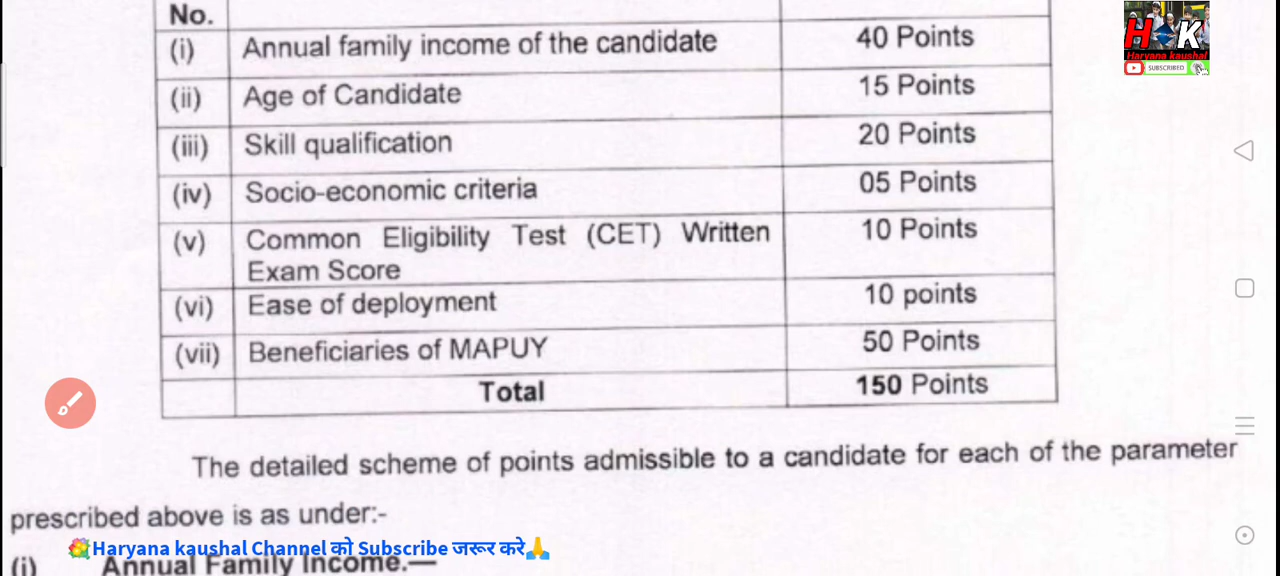 No.
(i) Annual family income of the candidate 40 Points
(ii) Age of Candidate 15 Points
(iii) Skill qualification 20 Points
(iv) Socio-economic criteria 05 Points
(v) Common Eligibility Test (CET) Written 10 Points
Exam Score
(vi) Ease of deployment 10 points
(vii) Beneficiaries of MAPUY 50 Points
Total 150 Points
The detailed scheme of points admissible to a candidate for each of the parameter
prescribed above is as under:-
(i) Annual Family Income.—
Haryana kaushal Channel को Subscribe जरूर करे
H K
Haryana kaushal
SUBSCRIBED